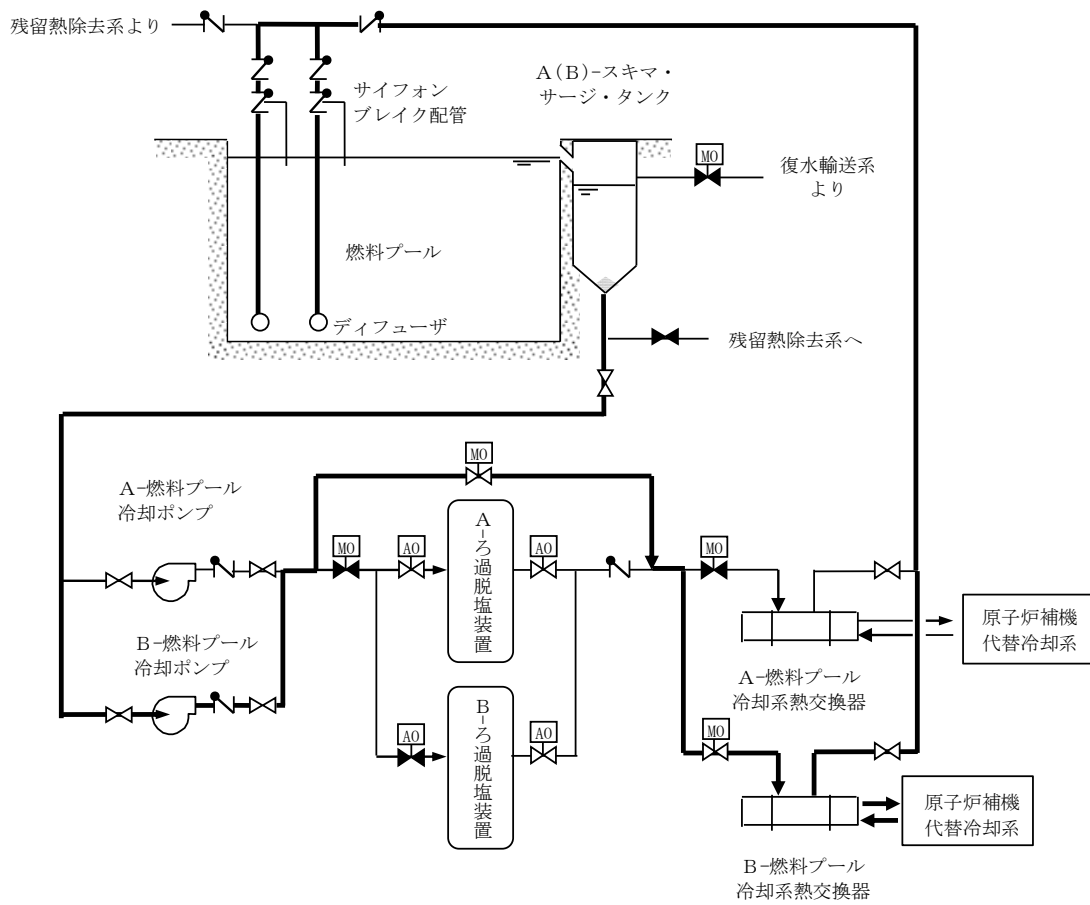 残留熱除去系より
サイフォン
ブレイク配管
A(B)-スキマ・
サージ・タンク
MO
復水輸送系
より
燃料プール
ディフューザ
残留熱除去系へ
MO
A-燃料プール
冷却ポンプ
MO
AO
A-ろ過脱塩装置
AO
MO
原子炉補機
代替冷却系
B-燃料プール
冷却ポンプ
A-燃料プール
冷却系熱交換器
AO
B-ろ過脱塩装置
AO
MO
原子炉補機
代替冷却系
B-燃料プール
冷却系熱交換器